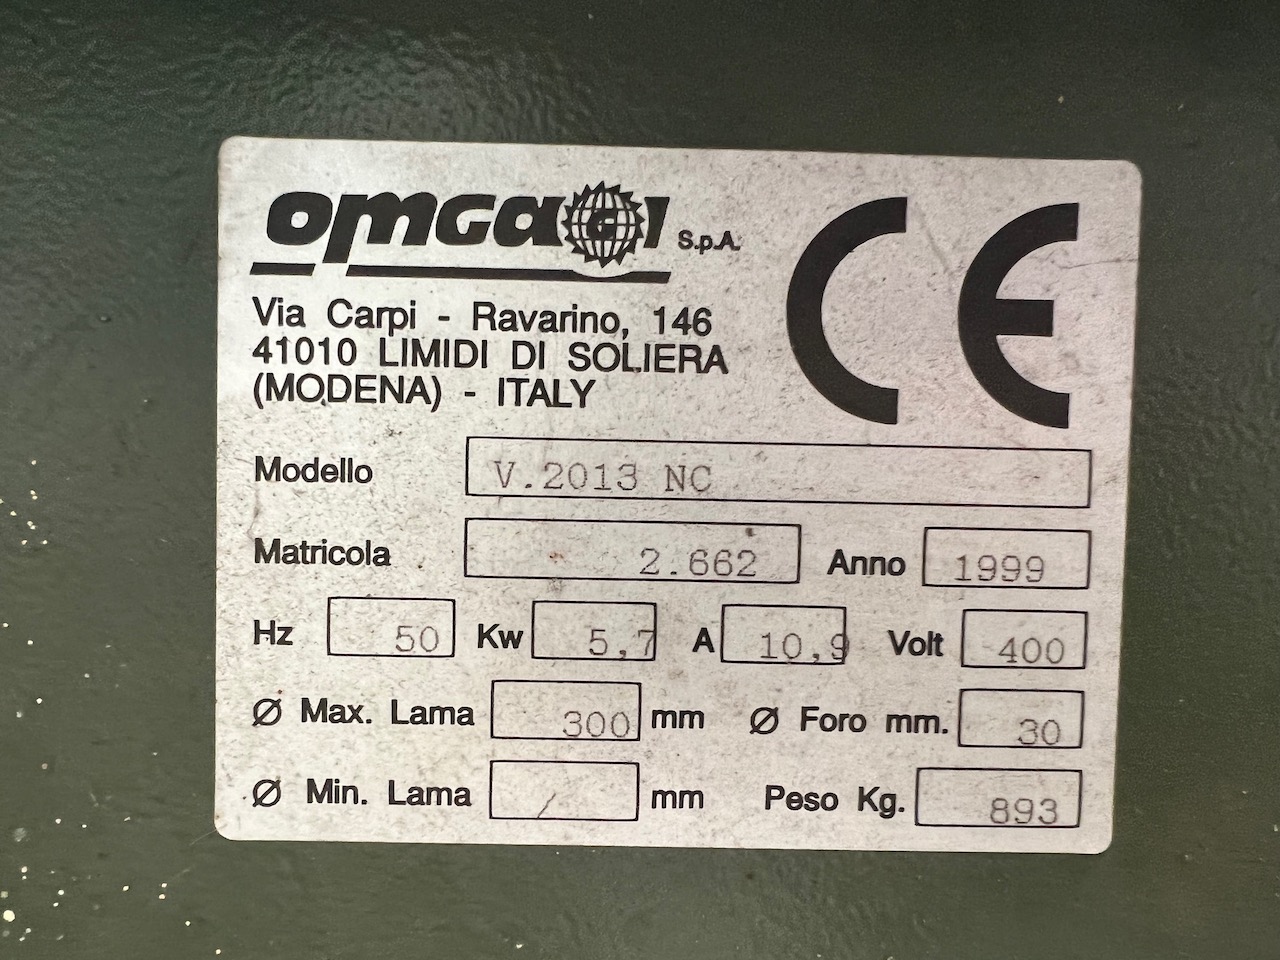 omga S.p.A.
Via Carpi - Ravarino, 146
41010 LIMIDI DI SOLIERA
(MODENA) - ITALY
CE
Modello V.2013 NC
Matricola 2.662 Anno 1999
Hz 50 Kw 5,7 A 10,9 Volt 400
Ø Max. Lama 300 mm Ø Foro mm. 30
Ø Min. Lama / mm Peso Kg. 893